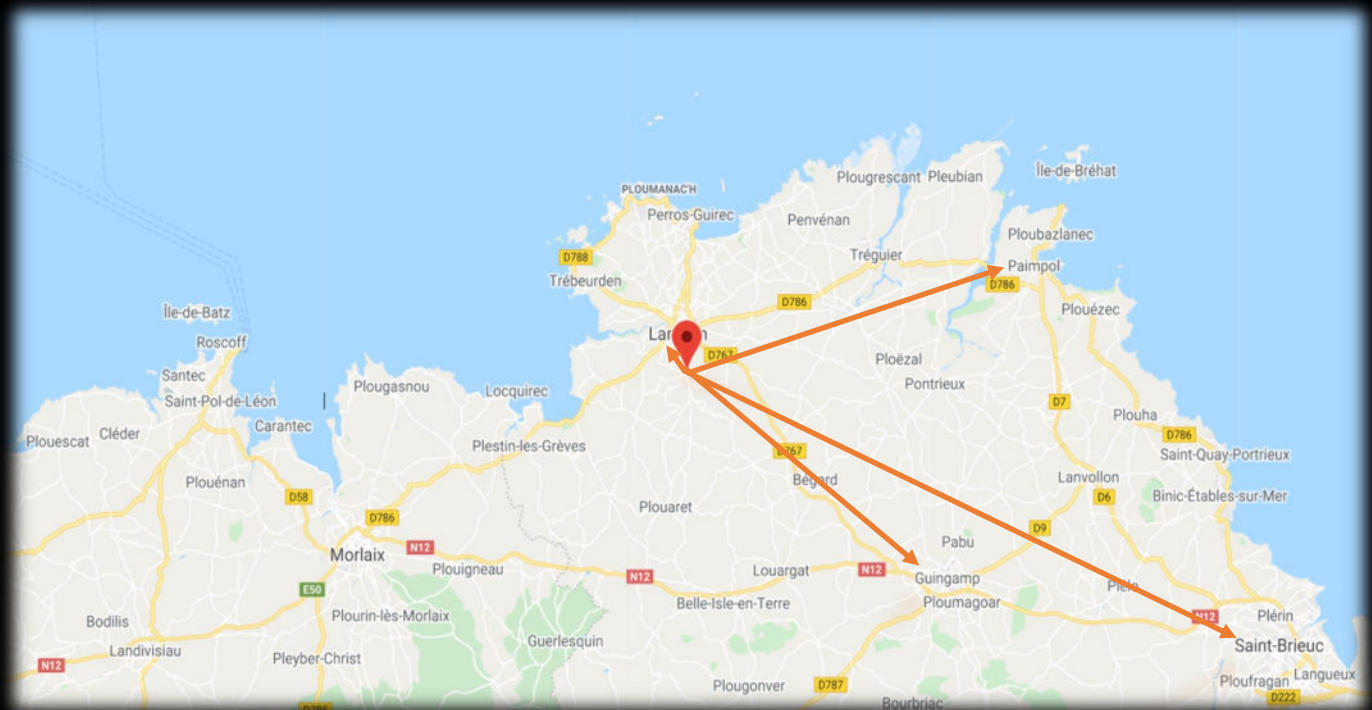 Île-de-Bréhat
Plougrescant
Pleubian
PLOUMANAC'H
Perros-Guirec
Penvénan
Ploubazlanec
D788
Tréguier
Paimpol
Trébeurden
D786
D786
Île-de-Batz
Plouézec
Roscoff
D767
Ploëzal
Santec
Plougasnou
Locquirec
Pontrieux
Saint-Pol-de-Léon
D7
Plouha
Carantec
Cléder
Plouescat
D786
Plestin-les-Grèves
D767
Saint-Quay-Portrieux
Bégard
Lanvollon
Plouénan
D58
D6
Binic-Étables-sur-Mer
Plouaret
D786
D9
Pabu
N12
Morlaix
Plouigneau
Louargat
N12
N12
Guingamp
E50
Belle-Isle-en-Terre
Ploumagoar
Plourin-lès-Morlaix
N12
Plérin
Bodilis
Guerlesquin
Saint-Brieuc
Landivisiau
Pleyber-Christ
N12
Plougonver
D787
Ploufragan
Langueux
D222
Bourbriac
D785